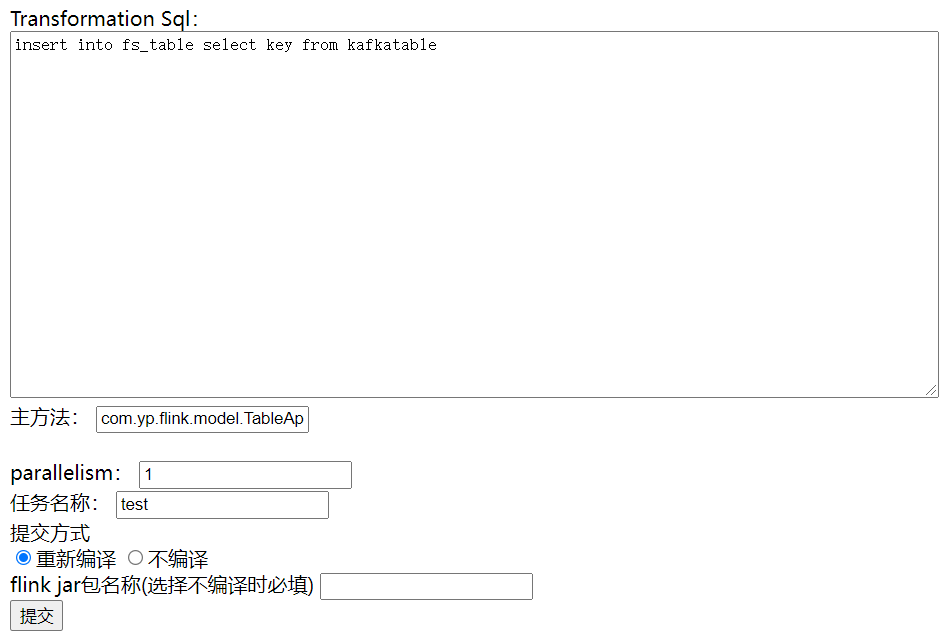 Transformation Sql：
insert into fs_table select key from kafkatable
主方法： com.yp.flink.model.TableAp
parallelism： 1
任务名称： test
提交方式
重新编译 不编译
flink jar包名称(选择不编译时必填)
提交